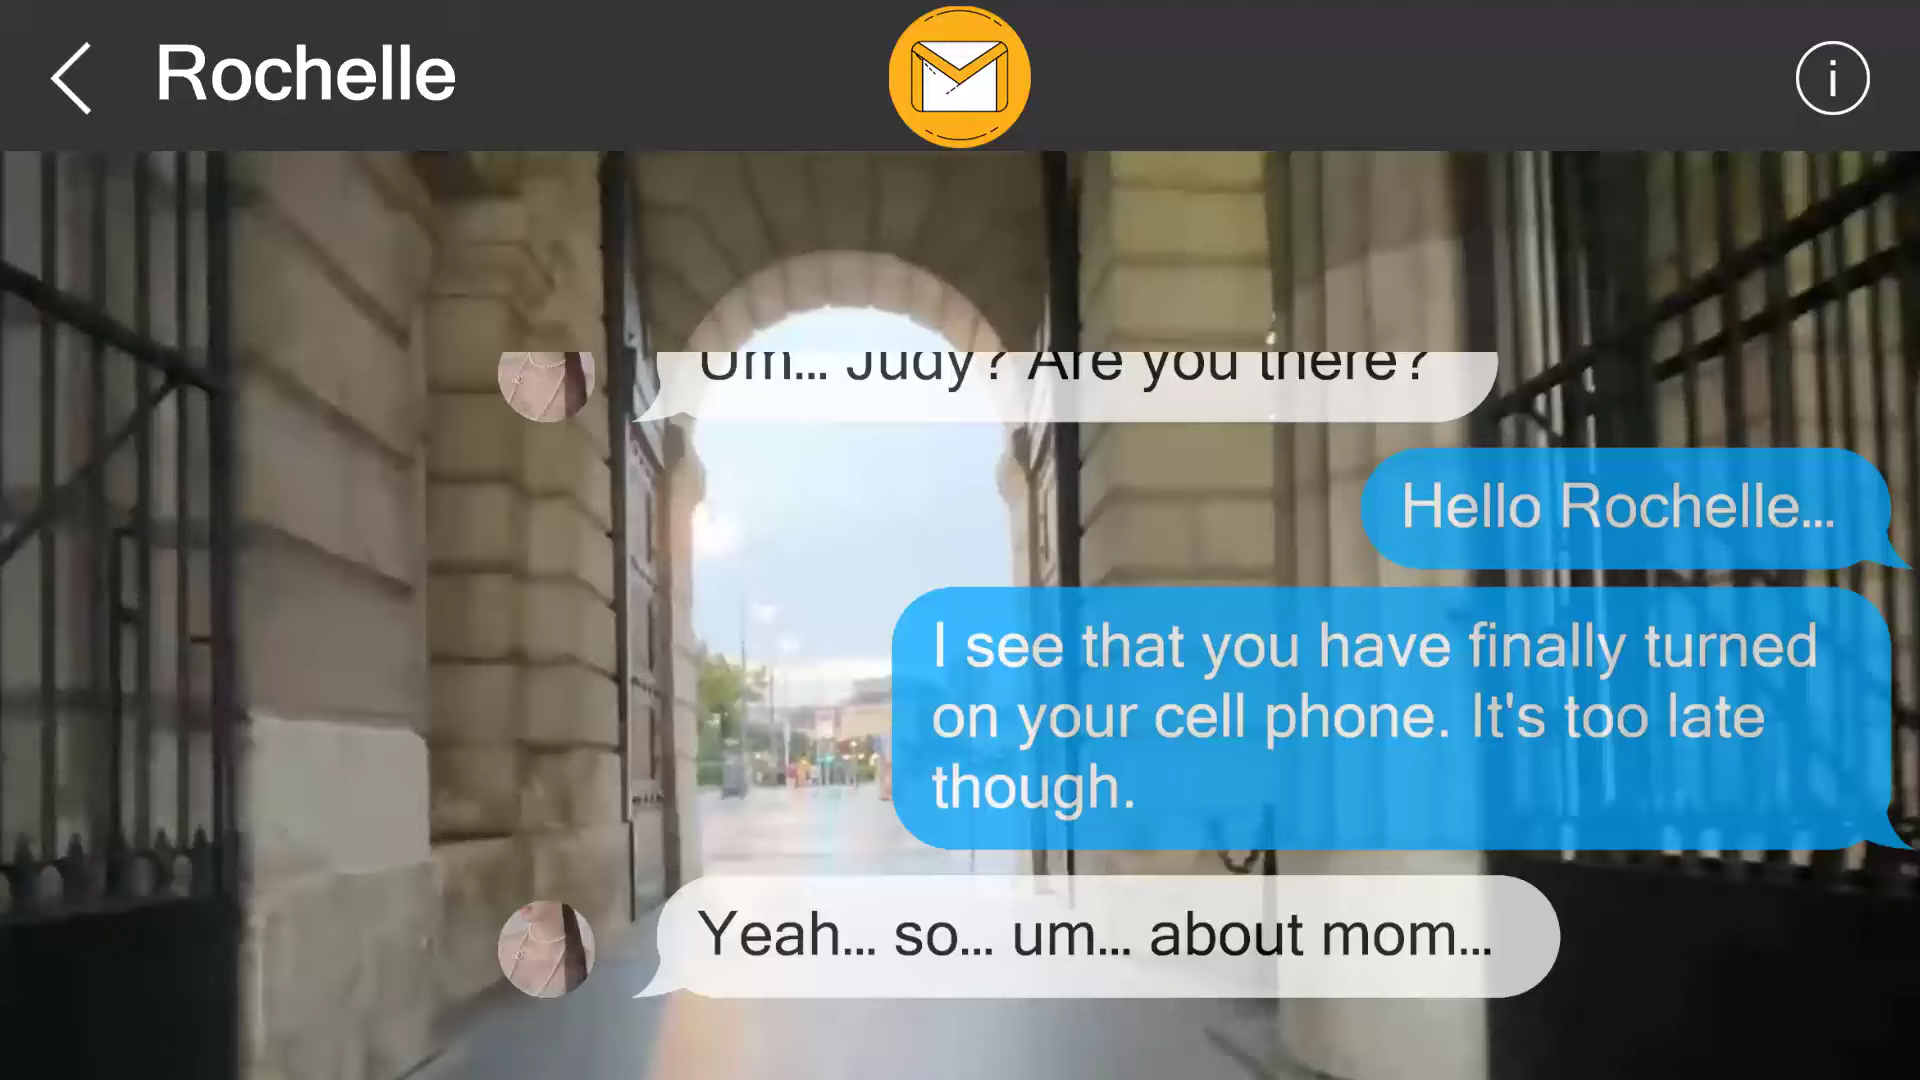 Rochelle
i
Um... Judy? Are you there?
Hello Rochelle...
I see that you have finally turned
on your cell phone. It's too late
though.
Yeah... so... um... about mom...